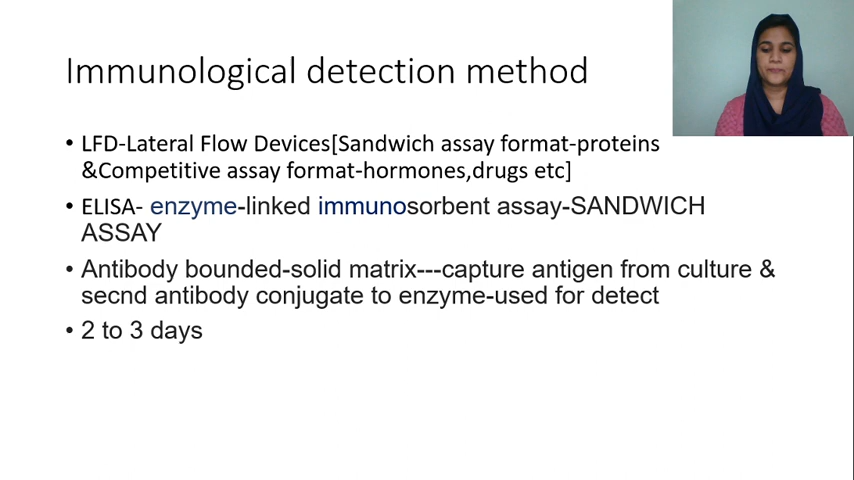 Immunological detection method
• LFD-Lateral Flow Devices[Sandwich assay format-proteins
&Competitive assay format-hormones,drugs etc]
• ELISA- enzyme-linked immunosorbent assay-SANDWICH
ASSAY
• Antibody bounded-solid matrix---capture antigen from culture &
secnd antibody conjugate to enzyme-used for detect
• 2 to 3 days